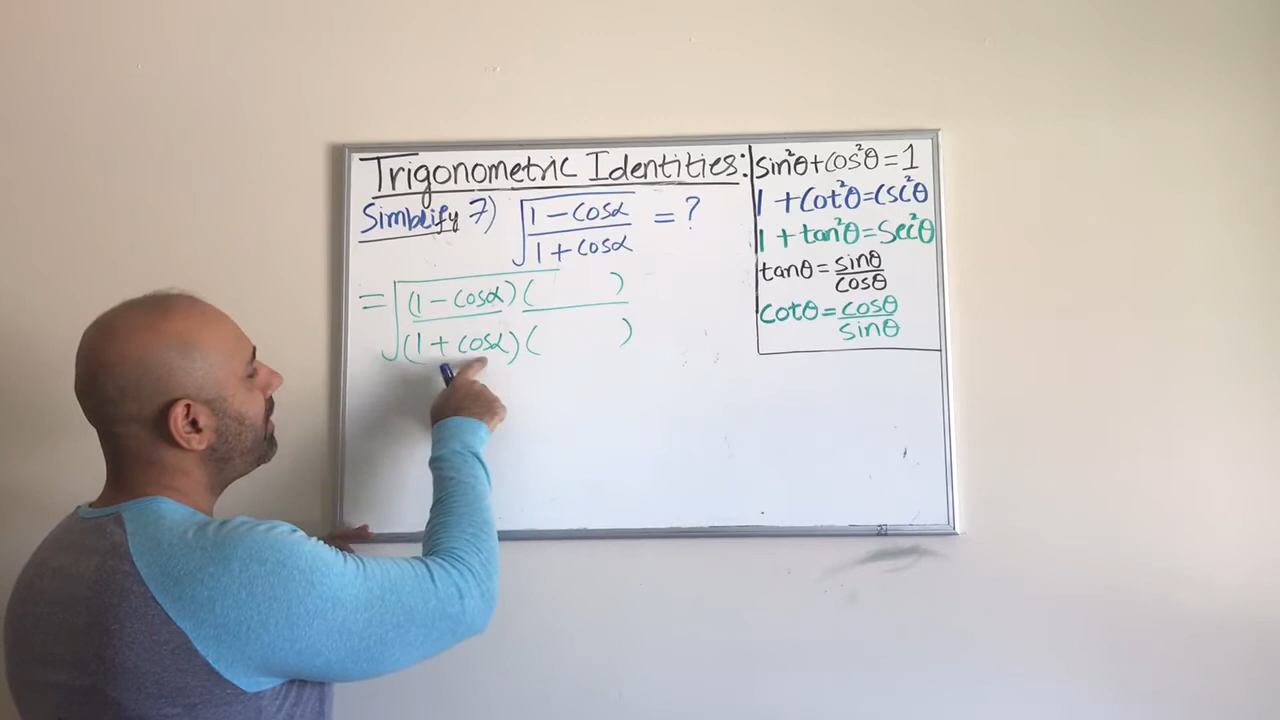 Trigonometric Identities:
Simplify 7) √((1 - cosα)/(1 + cosα)) = ?
= √((1 - cosα)( )/(1 + cosα)( ))
sin²θ + cos²θ = 1
1 + cot²θ = csc²θ
1 + tan²θ = sec²θ
tanθ = sinθ/cosθ
cotθ = cosθ/sinθ